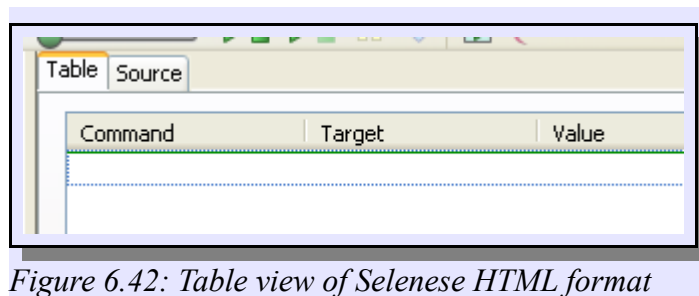 Table Source
Command Target Value
Figure 6.42: Table view of Selenese HTML format